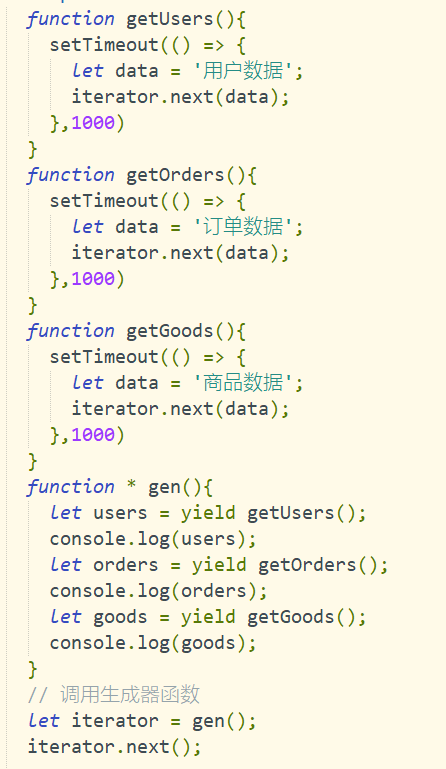 function getUsers(){
setTimeout(() => {
let data = '用户数据';
iterator.next(data);
},1000)
}
function getOrders(){
setTimeout(() => {
let data = '订单数据';
iterator.next(data);
},1000)
}
function getGoods(){
setTimeout(() => {
let data = '商品数据';
iterator.next(data);
},1000)
}
function * gen(){
let users = yield getUsers();
console.log(users);
let orders = yield getOrders();
console.log(orders);
let goods = yield getGoods();
console.log(goods);
}
// 调用生成器函数
let iterator = gen();
iterator.next();